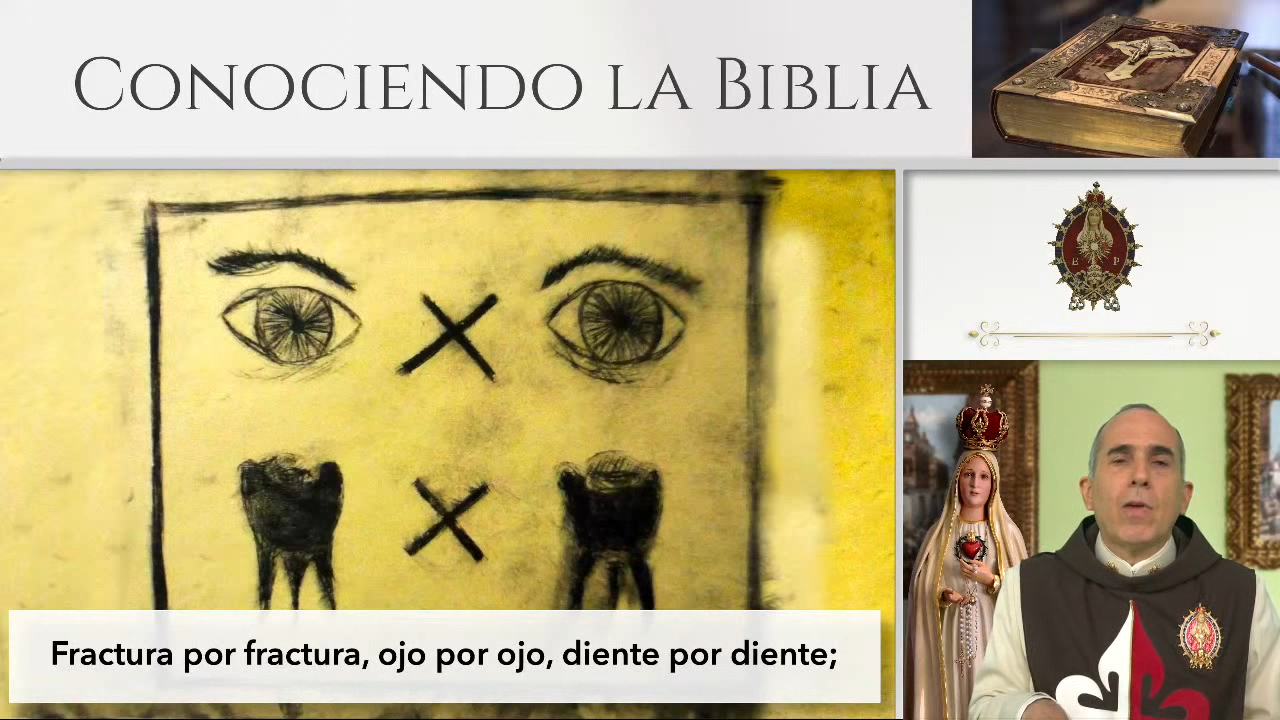 Conociendo la Biblia
E P
Fractura por fractura, ojo por ojo, diente por diente;